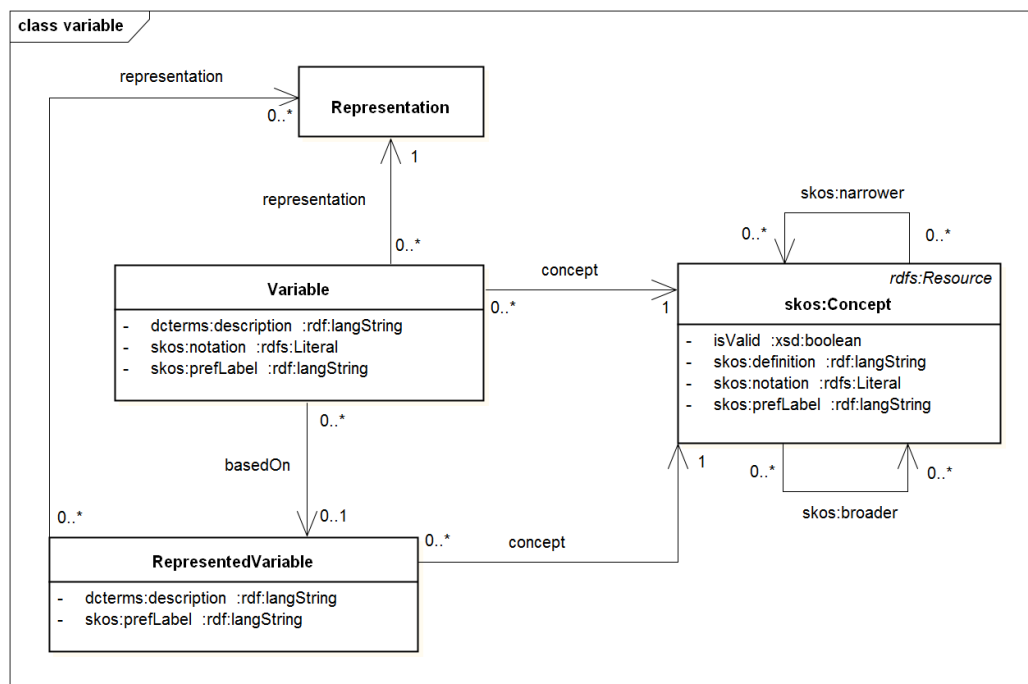 class variable
representation
0..*
Representation
1
representation
0..*
skos:narrower
0..*
0..*
concept
0..*
1
Variable
- dcterms:description :rdf:langString
- skos:notation :rdfs:Literal
- skos:prefLabel :rdf:langString
rdfs:Resource
skos:Concept
- isValid :xsd:boolean
- skos:definition :rdf:langString
- skos:notation :rdfs:Literal
- skos:prefLabel :rdf:langString
0..*
basedOn
0..1
1
0..*
0..*
skos:broader
0..*
0..*
concept
RepresentedVariable
- dcterms:description :rdf:langString
- skos:prefLabel :rdf:langString